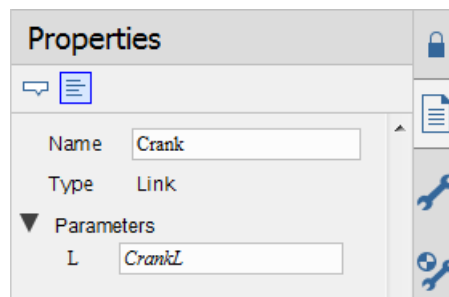 Properties
Name Crank
Type Link
Parameters
L CrankL